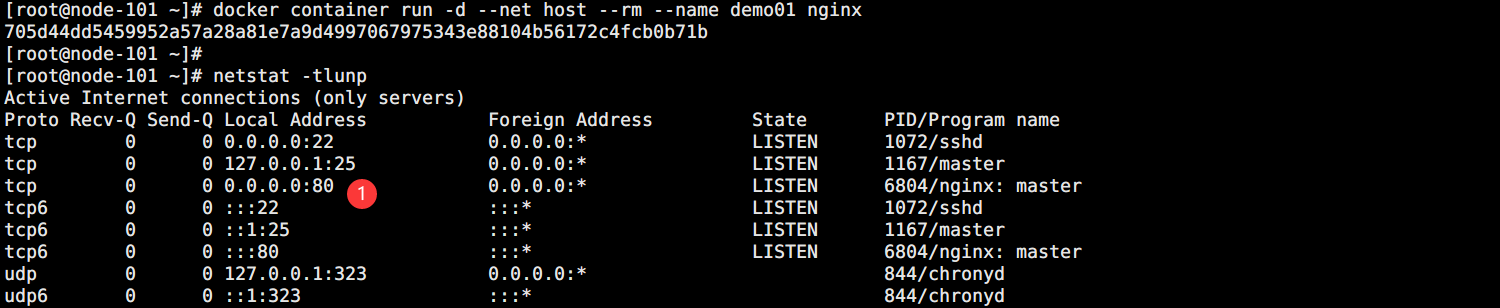 [root@node-101 ~]# docker container run -d --net host --rm --name demo01 nginx
705d44dd5459952a57a28a81e7a9d4997067975343e88104b56172c4fcb0b71b
[root@node-101 ~]#
[root@node-101 ~]# netstat -tlunp
Active Internet connections (only servers)
Proto Recv-Q Send-Q Local Address           Foreign Address         State       PID/Program name
tcp        0      0 0.0.0.0:22              0.0.0.0:*               LISTEN      1072/sshd
tcp        0      0 127.0.0.1:25            0.0.0.0:*               LISTEN      1167/master
tcp        0      0 0.0.0.0:80 1            0.0.0.0:*               LISTEN      6804/nginx: master
tcp6       0      0 :::22                   :::*                    LISTEN      1072/sshd
tcp6       0      0 ::1:25                  :::*                    LISTEN      1167/master
tcp6       0      0 :::80                   :::*                    LISTEN      6804/nginx: master
udp        0      0 127.0.0.1:323           0.0.0.0:*                           844/chronyd
udp6       0      0 ::1:323                 :::*                                844/chronyd